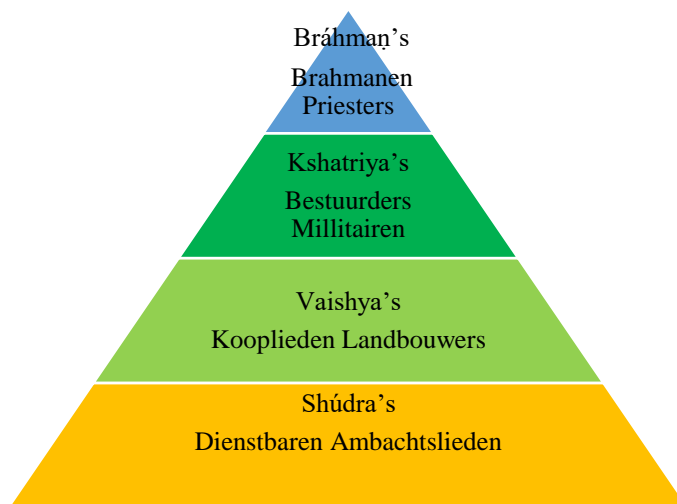 Bráhmaṇ’s
Brahmanen
Priesters
Kshatriya’s
Bestuurders
Millitairen
Vaishya’s
Kooplieden Landbouwers
Shúdra’s
Dienstbaren Ambachtslieden